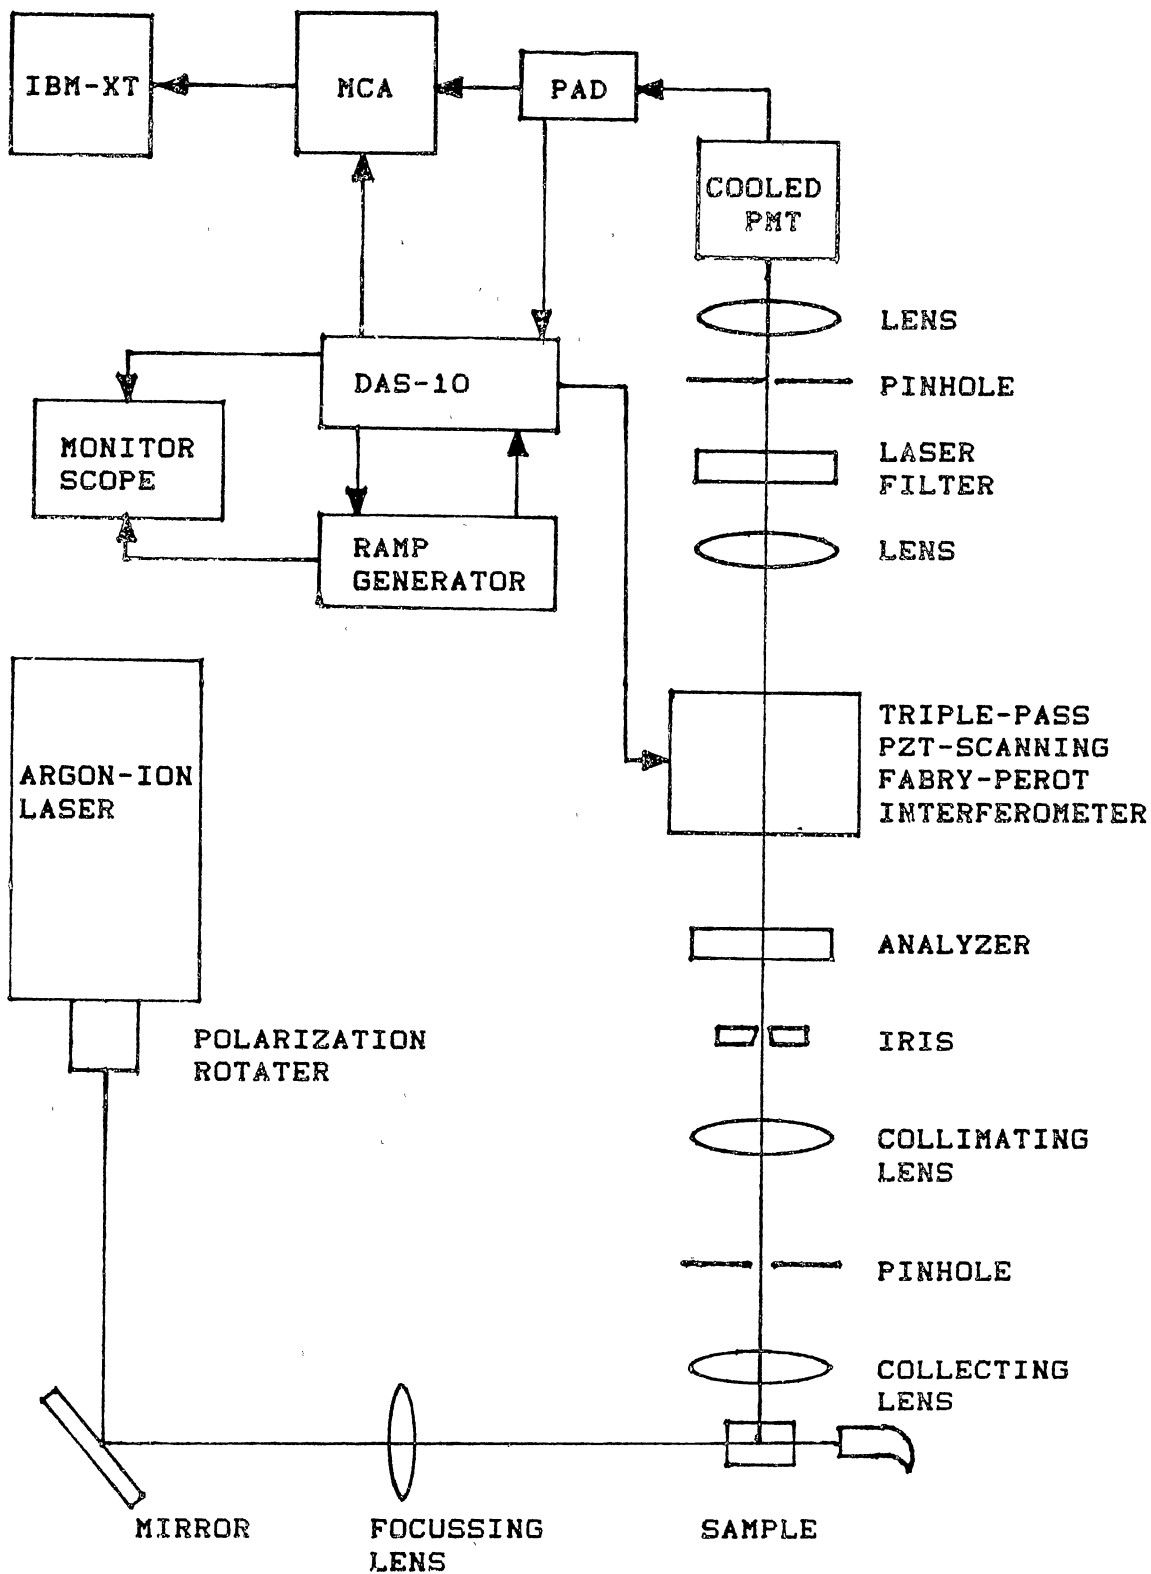 IBM-XT
MCA
PAD
COOLED
PMT
LENS
PINHOLE
DAS-10
MONITOR
SCOPE
LASER
FILTER
RAMP
GENERATOR
LENS
ARGON-ION
LASER
TRIPLE-PASS
PZT-SCANNING
FABRY-PEROT
INTERFEROMETER
ANALYZER
POLARIZATION
ROTATER
IRIS
COLLIMATING
LENS
PINHOLE
COLLECTING
LENS
MIRROR
FOCUSSING
LENS
SAMPLE